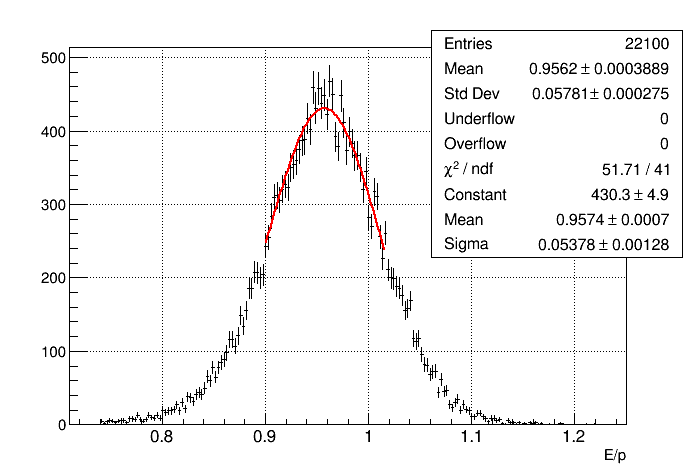 Entries 22100
Mean 0.9562 ± 0.0003889
Std Dev 0.05781 ± 0.000275
Underflow 0
Overflow 0
χ² / ndf 51.71 / 41
Constant 430.3 ± 4.9
Mean 0.9574 ± 0.0007
Sigma 0.05378 ± 0.00128
500
400
300
200
100
0
0.8 0.9 1 1.1 1.2
E/p